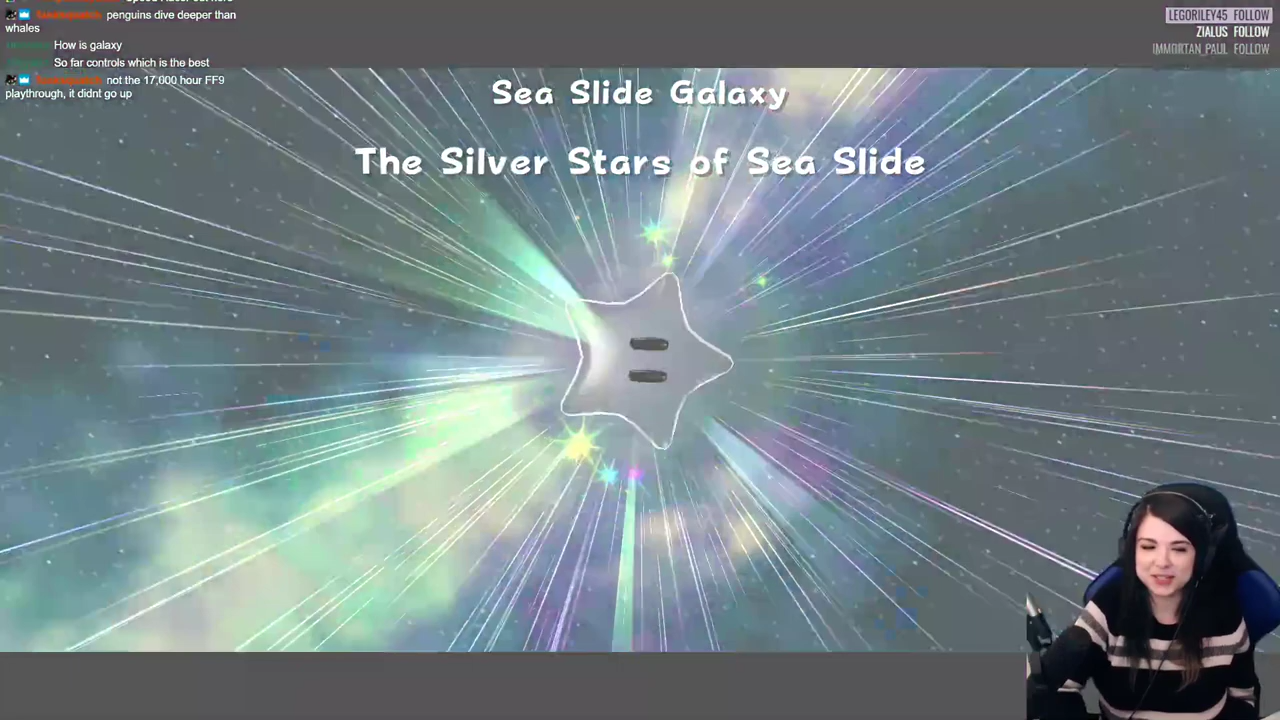 penguins dive deeper than
whales
How is galaxy
So far controls which is the best
not the 17,600 hour FF9
playthrough, it didnt go up
LEGORILEY45 FOLLOW
ZIALUS FOLLOW
IMMORTAN_PAUL FOLLOW
Sea Slide Galaxy
The Silver Stars of Sea Slide